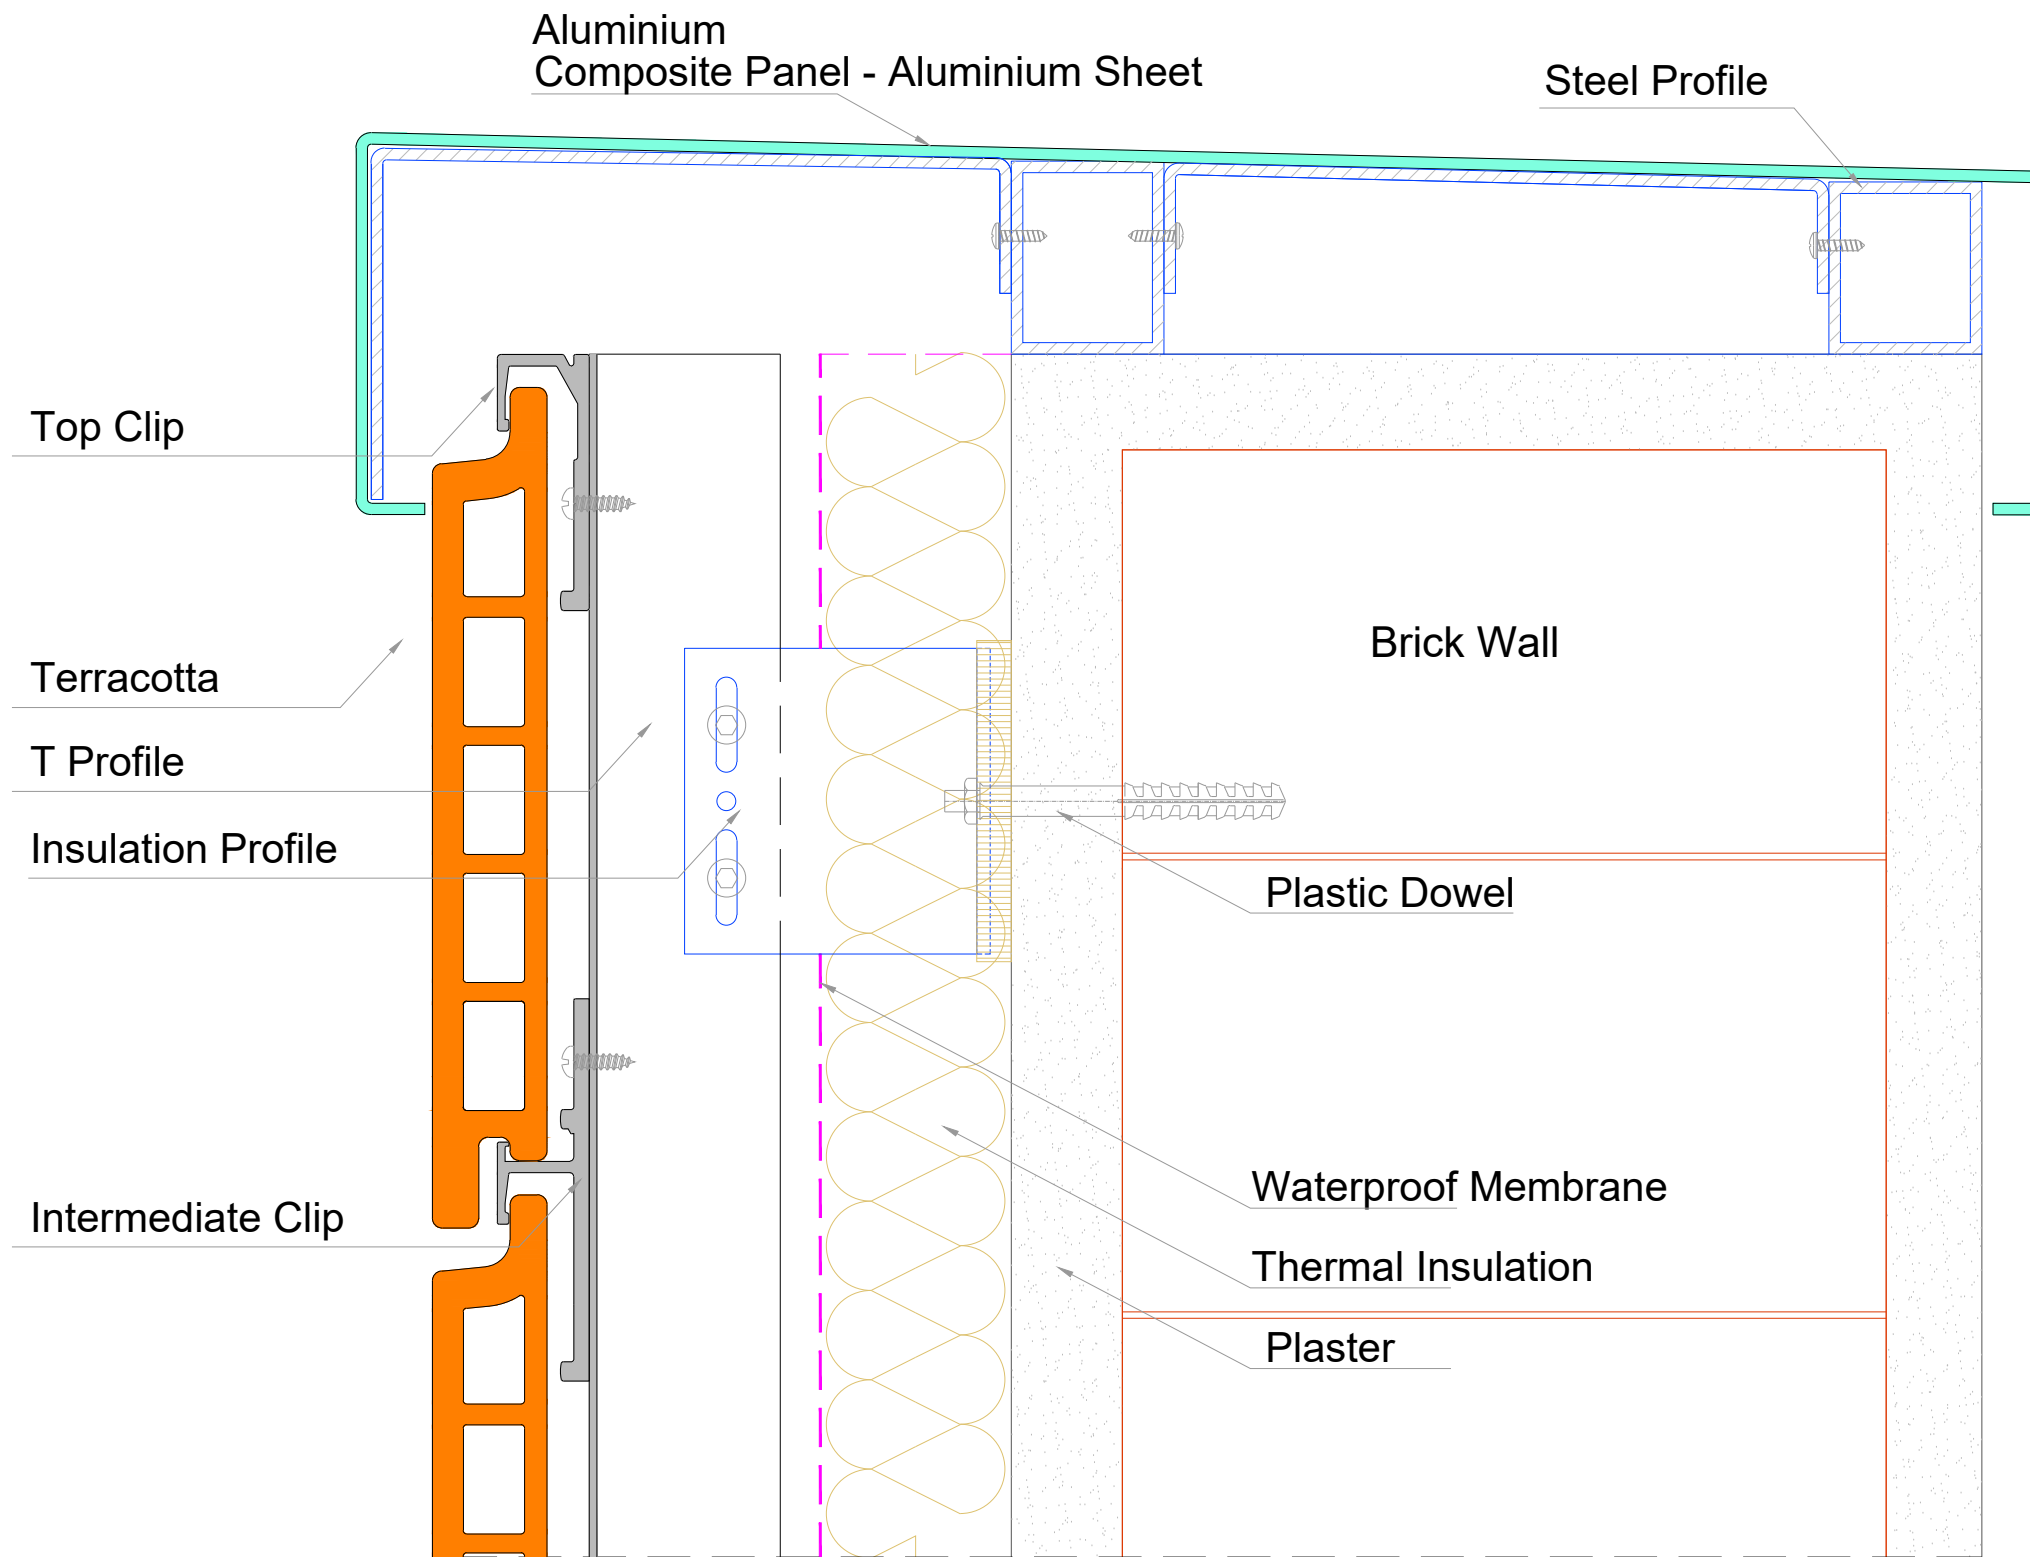 Aluminium
Composite Panel - Aluminium Sheet
Steel Profile
Top Clip
Terracotta
T Profile
Insulation Profile
Intermediate Clip
Brick Wall
Plastic Dowel
Waterproof Membrane
Thermal Insulation
Plaster